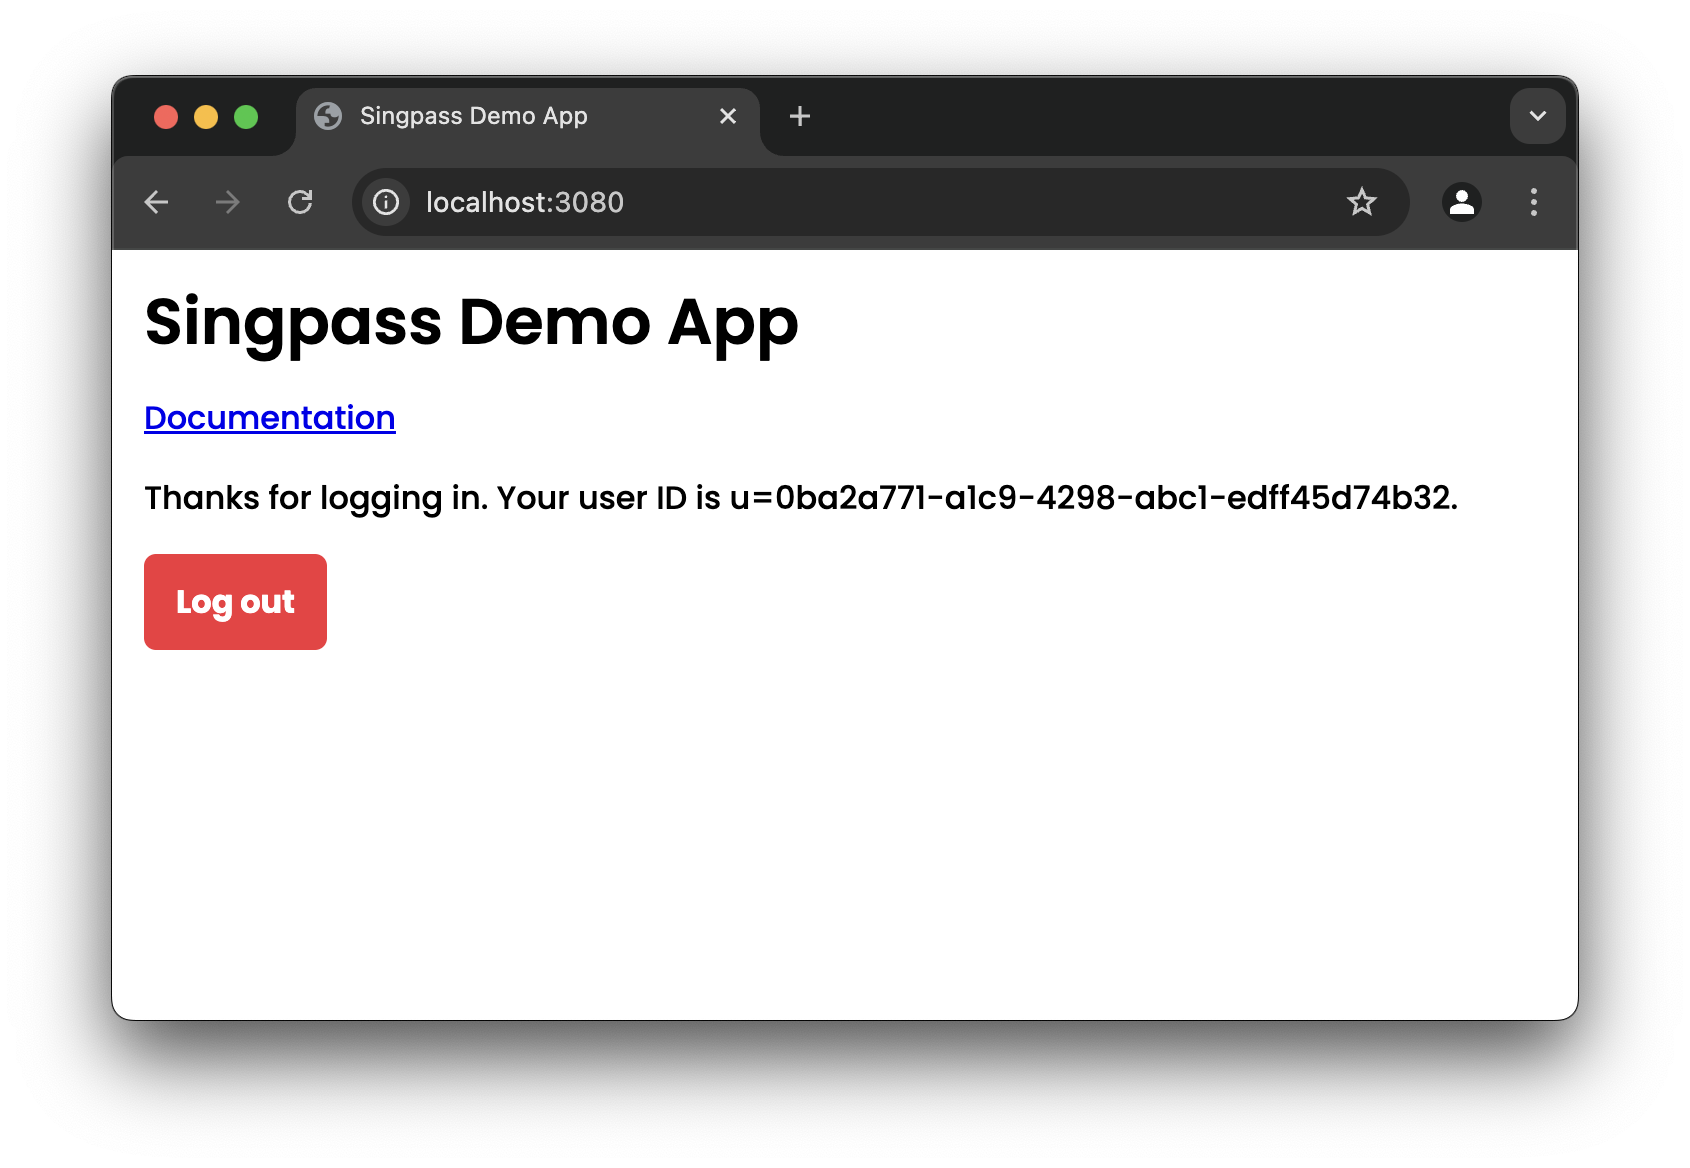 Singpass Demo App
localhost:3080
Singpass Demo App
Documentation
Thanks for logging in. Your user ID is u=0ba2a771-a1c9-4298-abc1-edff45d74b32.
Log out